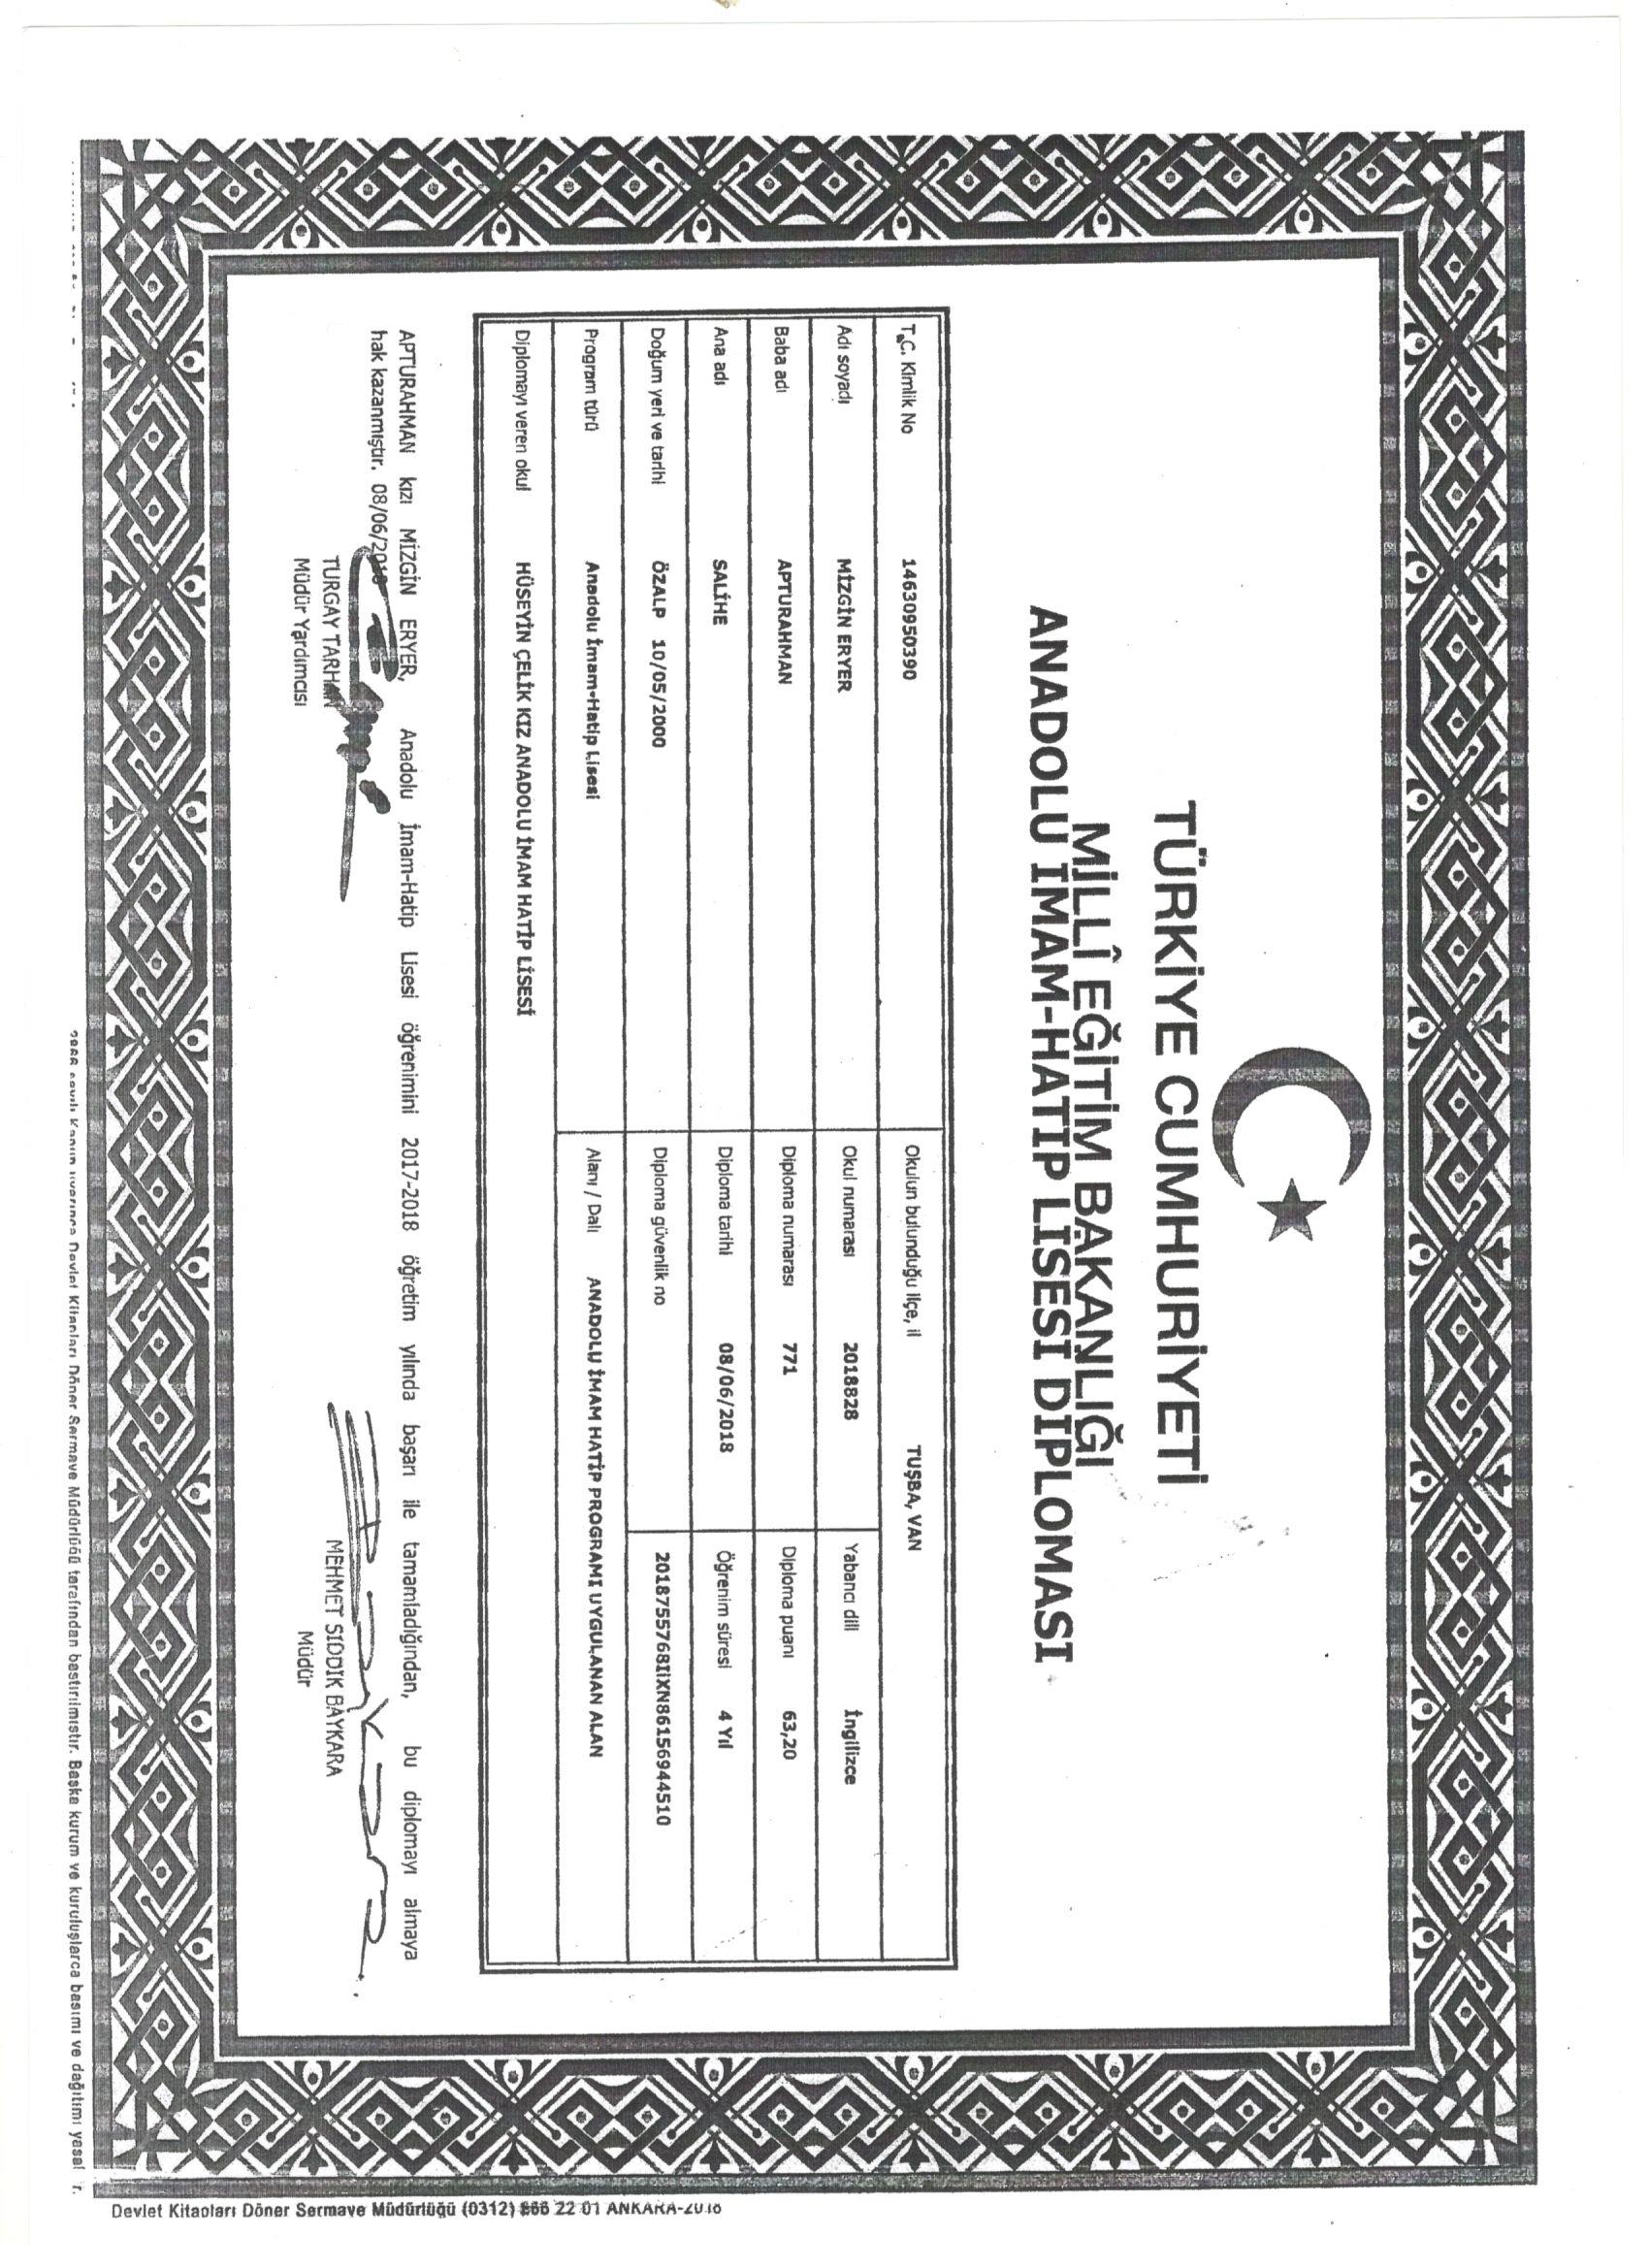 TÜRKİYE CUMHURİYETİ
MİLLÎ EĞİTİM BAKANLIĞI
ANADOLU İMAM-HATİP LİSESİ DİPLOMASI
T.C. Kimlik No 14630950390 Okulun bulunduğu ilçe, il TUŞBA, VAN
Adı soyadı MİZGİN ERYER Okul numarası 2018828 Yabancı dili İngilizce
Baba adı APTURAHMAN Diploma numarası 771 Diploma puanı 63,20
Ana adı SALİHE Diploma tarihi 08/06/2018 Öğrenim süresi 4 Yıl
Doğum yeri ve tarihi ÖZALP 10/05/2000 Diploma güvenlik no 2018755768IİXN86156944510
Program türü Anadolu İmam-Hatip Lisesi Alanı / Dalı ANADOLU İMAM HATİP PROGRAMI UYGULANAN ALAN
Diplomayı veren okul HÜSEYİN ÇELİK KIZ ANADOLU İMAM HATİP LİSESİ
APTURAHMAN kızı MİZGİN ERYER, Anadolu İmam-Hatip Lisesi öğrenimini 2017-2018 öğretim yılında başarı ile tamamladığından, bu diplomayı almaya
hak kazanmıştır. 08/06/2018
TURGAY TARHAN
Müdür Yardımcısı
MEHMET SIDDIK BAYKARA
Müdür
sayılı Kanun uyarınca Devlet Kitapları Döner Sermaye Müdürlüğü tarafından bastırılmıştır. Başka kurum ve kuruluşlarca basımı ve dağıtımı
Devlet Kitapları Döner Sermaye Müdürlüğü (0312) 866 22 01 ANKARA-2018